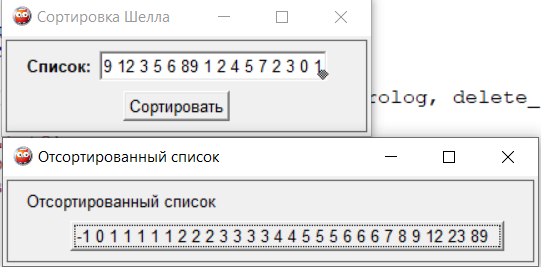 Сортировка Шелла
Список: 9 12 3 5 6 89 1 2 4 5 7 2 3 0 1
Сортировать
rolog, delete_
Отсортированный список
Отсортированный список
-1 0 1 1 1 1 1 2 2 2 3 3 3 3 4 4 5 5 5 6 6 6 7 8 9 12 23 89